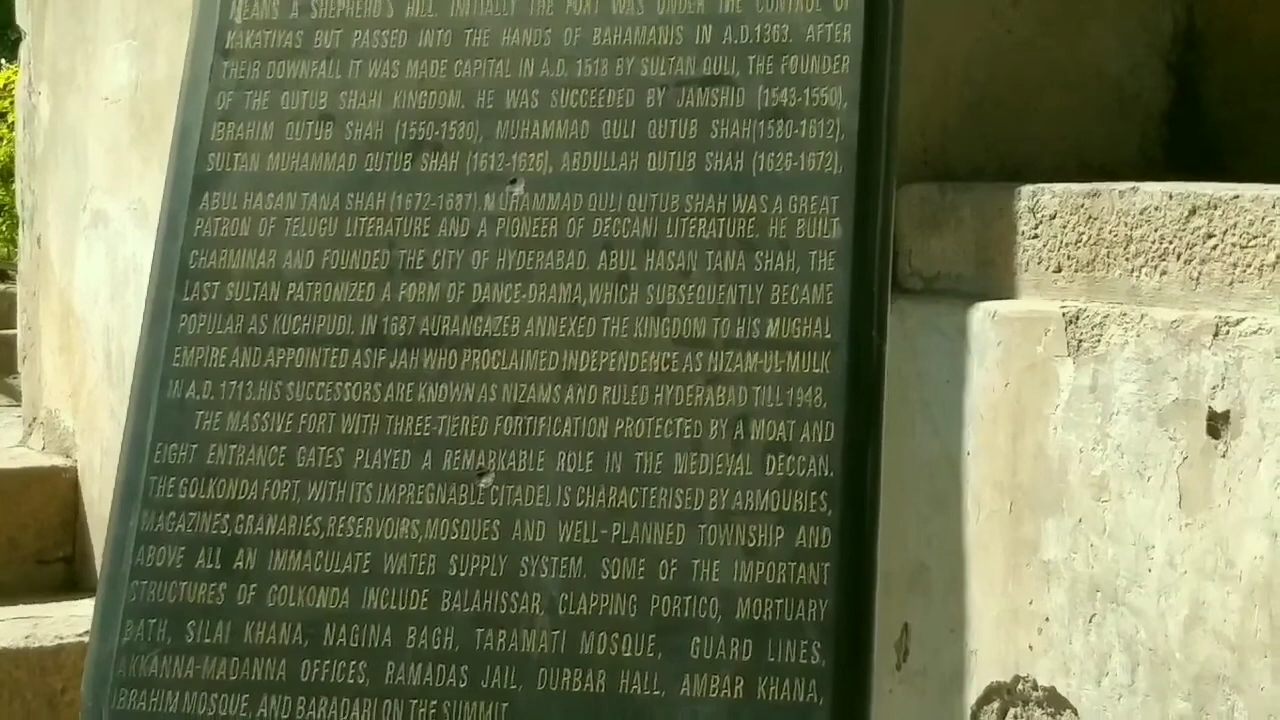 MEANS A SHEPHERD'S HILL. INITIALLY THE FORT WAS UNDER THE CONTROL OF
KAKATIYAS BUT PASSED INTO THE HANDS OF BAHAMANIS IN A.D.1363. AFTER
THEIR DOWNFALL IT WAS MADE CAPITAL IN A.D. 1518 BY SULTAN QULI, THE FOUNDER
OF THE QUTUB SHAHI KINGDOM. HE WAS SUCCEEDED BY JAMSHID (1543-1550),
IBRAHIM QUTUB SHAH (1550-1580), MUHAMMAD QULI QUTUB SHAH(1580-1612),
SULTAN MUHAMMAD QUTUB SHAH (1612-1626), ABDULLAH QUTUB SHAH (1626-1672),
ABUL HASAN TANA SHAH (1672-1687).MUHAMMAD QULI QUTUB SHAH WAS A GREAT
PATRON OF TELUGU LITERATURE AND A PIONEER OF DECCANI LITERATURE. HE BUILT
CHARMINAR AND FOUNDED THE CITY OF HYDERABAD. ABUL HASAN TANA SHAH, THE
LAST SULTAN PATRONIZED A FORM OF DANCE-DRAMA,WHICH SUBSEQUENTLY BECAME
POPULAR AS KUCHIPUDI. IN 1687 AURANGAZEB ANNEXED THE KINGDOM TO HIS MUGHAL
EMPIRE AND APPOINTED ASIF JAH WHO PROCLAIMED INDEPENDENCE AS NIZAM-UL-MULK
IN A.D. 1713.HIS SUCCESSORS ARE KNOWN AS NIZAMS AND RULED HYDERABAD TILL 1948.
THE MASSIVE FORT WITH THREE-TIERED FORTIFICATION PROTECTED BY A MOAT AND
EIGHT ENTRANCE GATES PLAYED A REMARKABLE ROLE IN THE MEDIEVAL DECCAN.
THE GOLKONDA FORT, WITH ITS IMPREGNABLE CITADEL IS CHARACTERISED BY ARMOURIES,
MAGAZINES,GRANARIES,RESERVOIRS,MOSQUES AND WELL-PLANNED TOWNSHIP AND
ABOVE ALL AN IMMACULATE WATER SUPPLY SYSTEM. SOME OF THE IMPORTANT
STRUCTURES OF GOLKONDA INCLUDE BALAHISSAR, CLAPPING PORTICO, MORTUARY
BATH, SILAI KHANA, NAGINA BAGH, TARAMATI MOSQUE, GUARD LINES,
AKKANNA-MADANNA OFFICES, RAMADAS JAIL, DURBAR HALL, AMBAR KHANA,
IBRAHIM MOSQUE, AND BARADARI ON THE SUMMIT.